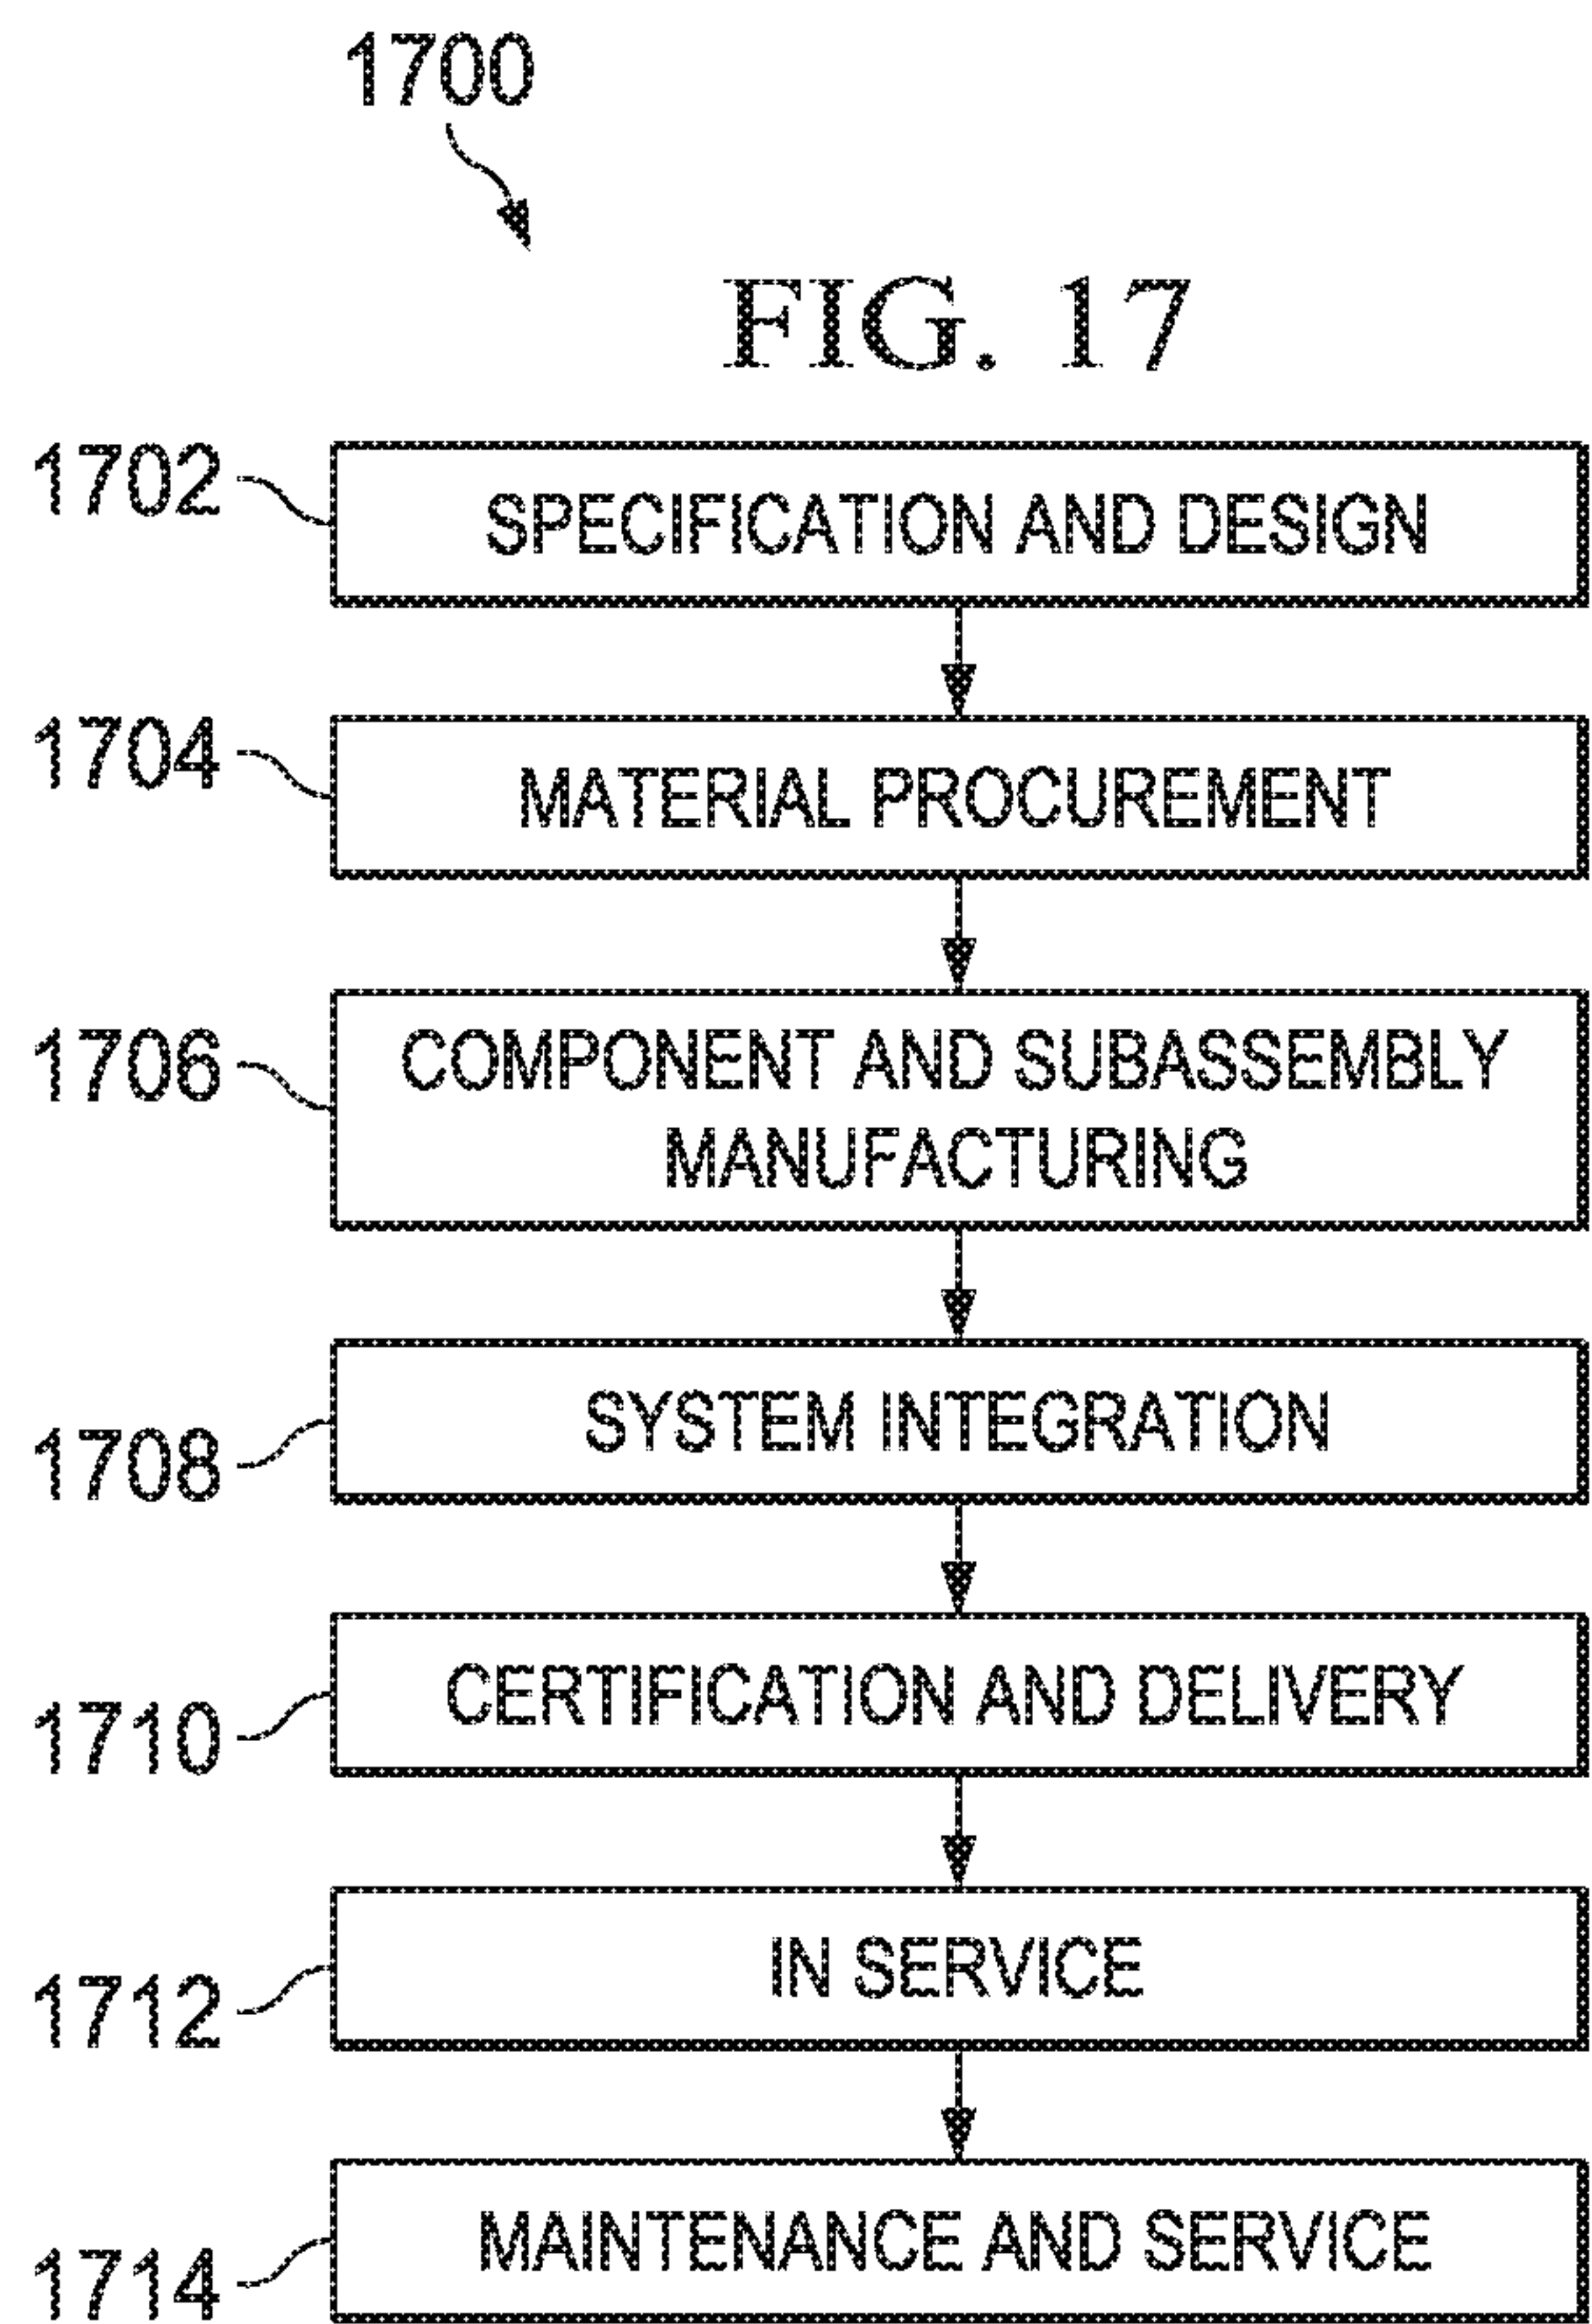 1700
FIG. 17
1702
SPECIFICATION AND DESIGN
1704
MATERIAL PROCUREMENT
1706
COMPONENT AND SUBASSEMBLY
MANUFACTURING
1708
SYSTEM INTEGRATION
1710
CERTIFICATION AND DELIVERY
1712
IN SERVICE
1714
MAINTENANCE AND SERVICE